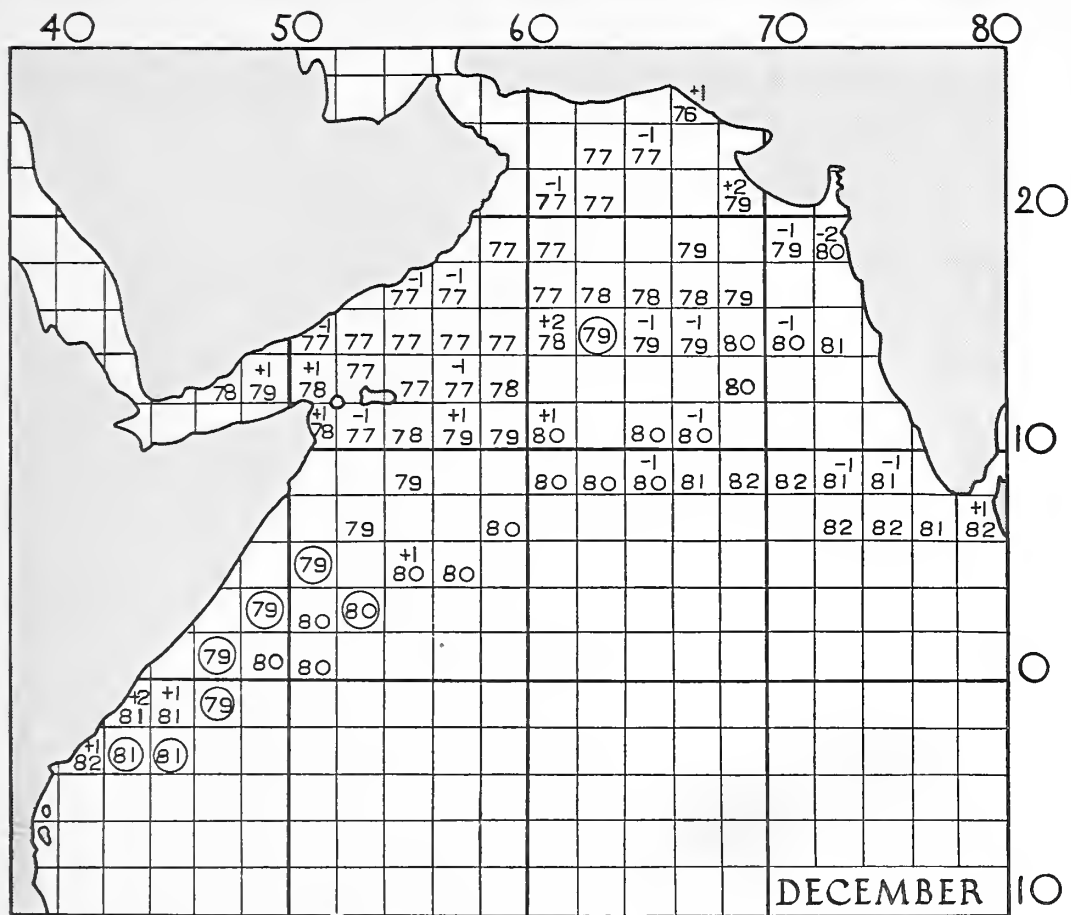 40 50 60 70 80
+1
76
-1
77 77
-1 +2
77 77 79 20
-1 -2
77 77 79 79 80
-1 -1
77 77 77 78 78 78 79
-1 +2 -1 -1 -1
77 77 77 77 77 78 79 79 79 80 80 81
+1 +1 77 -1
78 79 78 77 77 78 80
+1 -1 +1 +1 -1
78 77 78 79 79 80 80 80 10
-1 -1 -1
79 80 80 80 81 82 82 81 81
+1
79 80 82 82 81 82
+1
79 80 80
79 80 80
79 80 80 0
+2 +1
81 81 79
+1
82 81 81
DECEMBER 10